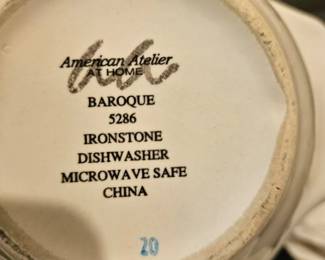 American Atelier
AT HOME
BAROQUE
5286
IRONSTONE
DISHWASHER
MICROWAVE SAFE
CHINA
20